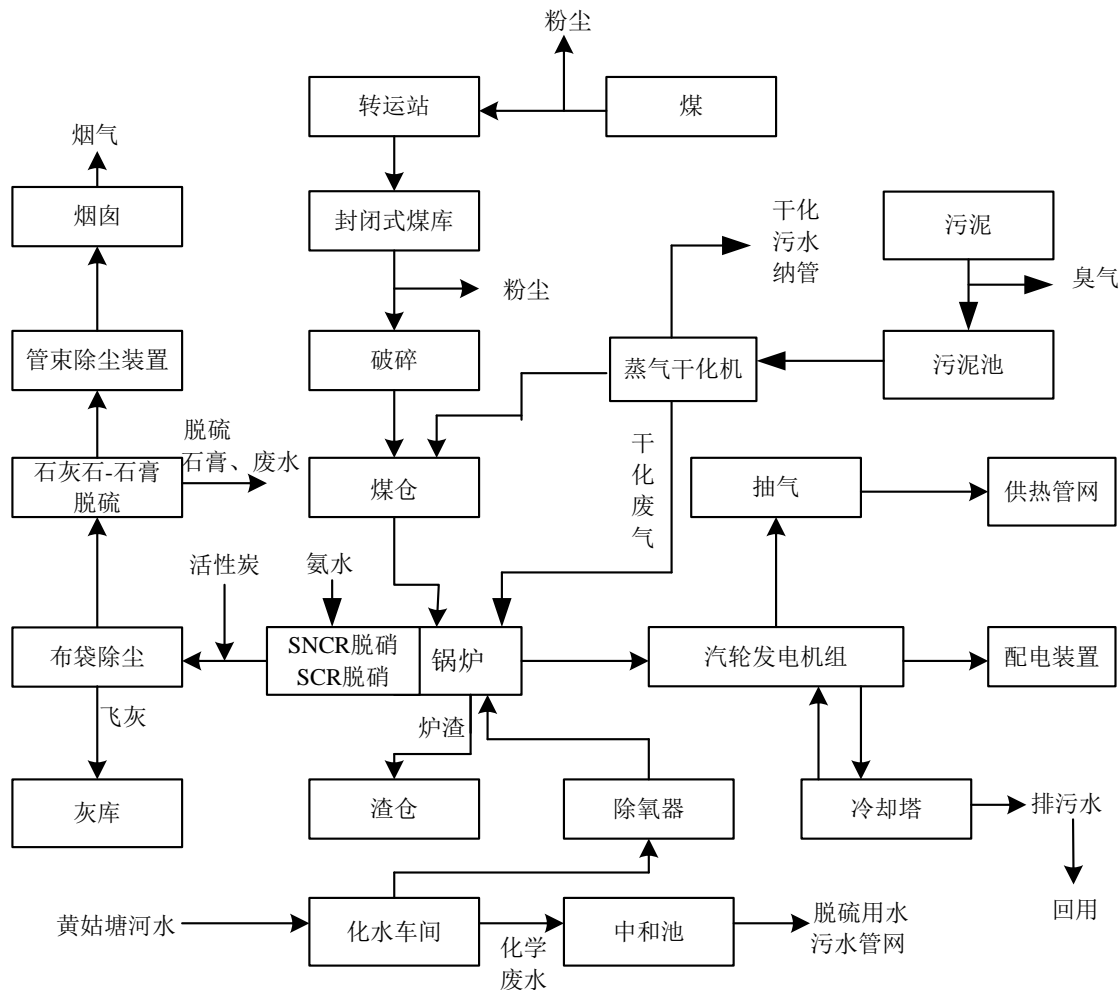 粉尘
转运站
煤
烟气
烟囱
封闭式煤库
干化
污水
纳管
污泥
粉尘
臭气
管束除尘装置
破碎
蒸气干化机
污泥池
脱硫
石膏、废水
石灰石-石膏
脱硫
煤仓
干
化
废
气
抽气
供热管网
活性炭
氨水
布袋除尘
SNCR脱硝
SCR脱硝
锅炉
汽轮发电机组
配电装置
飞灰
炉渣
灰库
渣仓
除氧器
冷却塔
排污水
黄姑塘河水
化水车间
化学
废水
中和池
脱硫用水
污水管网
回用